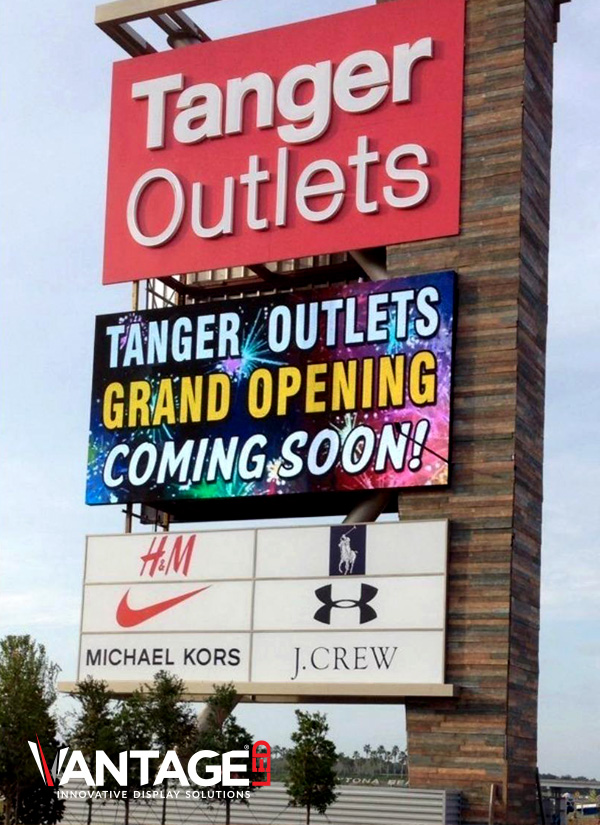 Tanger
Outlets
TANGER OUTLETS
GRAND OPENING
COMING SOON!
H&M
MICHAEL KORS
J.CREW
VANTAGE LED
INNOVATIVE DISPLAY SOLUTIONS